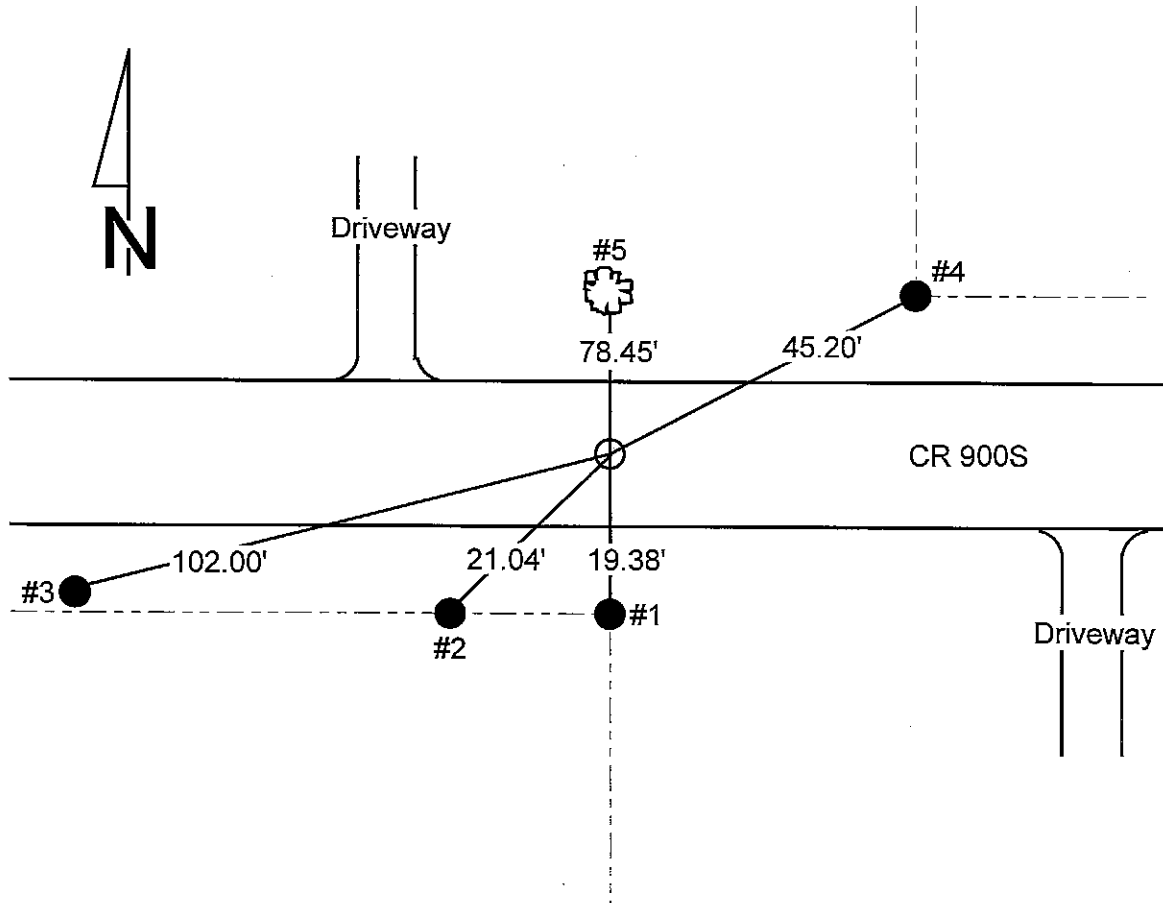 N
Driveway
#5
#4
78.45'
45.20'
CR 900S
102.00'
21.04'
19.38'
#3
#1
#2
Driveway